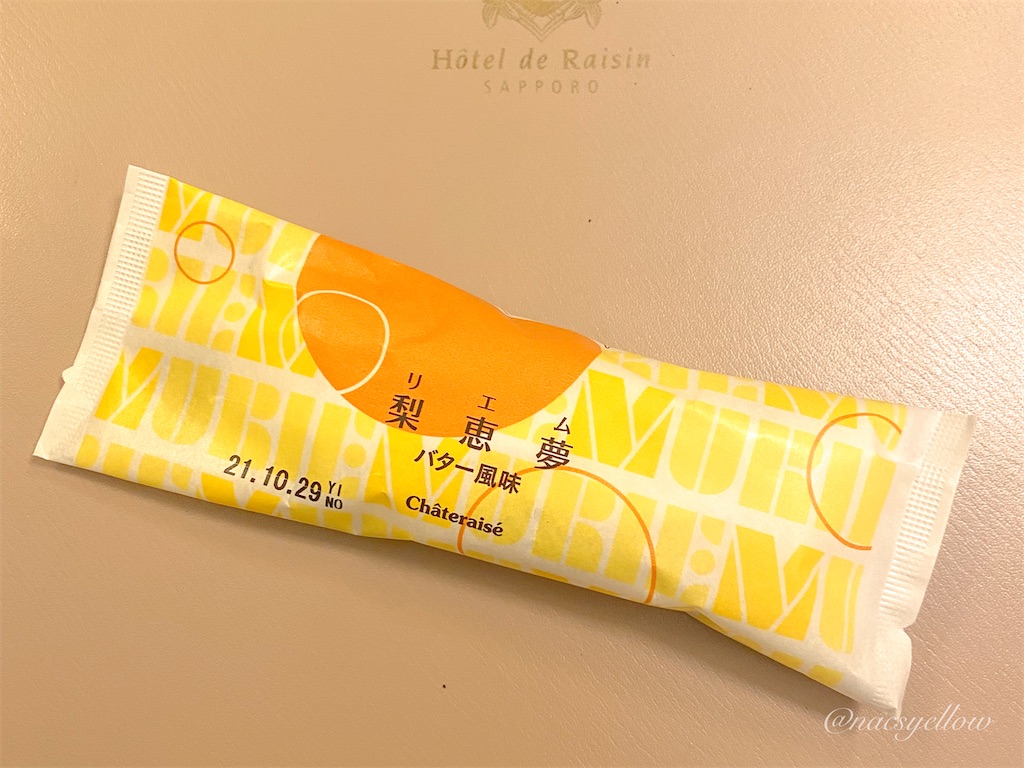 Hôtel de Raisin
SAPPORO
リ エ ム
梨恵夢
バター風味
Châteraisé
21.10.29 YI
NO
@nacsyellow